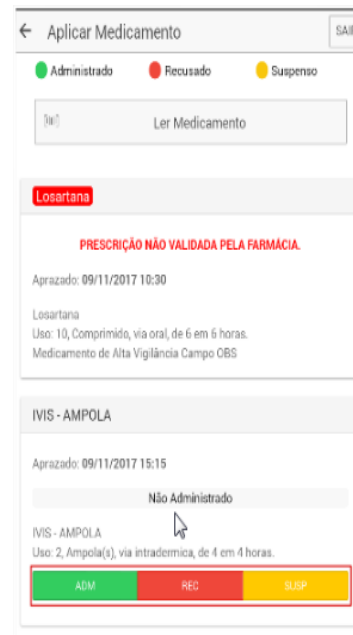 Aplicar Medicamento SAIR
Administrado Recusado Suspenso
Ler Medicamento
Losartana
PRESCRIÇÃO NÃO VALIDADA PELA FARMÁCIA.
Aprazado: 09/11/2017 10:30
Losartana
Uso: 10, Comprimido, via oral, de 6 em 6 horas.
Medicamento de Alta Vigilância Campo OBS
IVIS - AMPOLA
Aprazado: 09/11/2017 15:15
Não Administrado
IVIS - AMPOLA
Uso: 2, Ampola(s), via intradermica, de 4 em 4 horas.
ADM REC SUSP